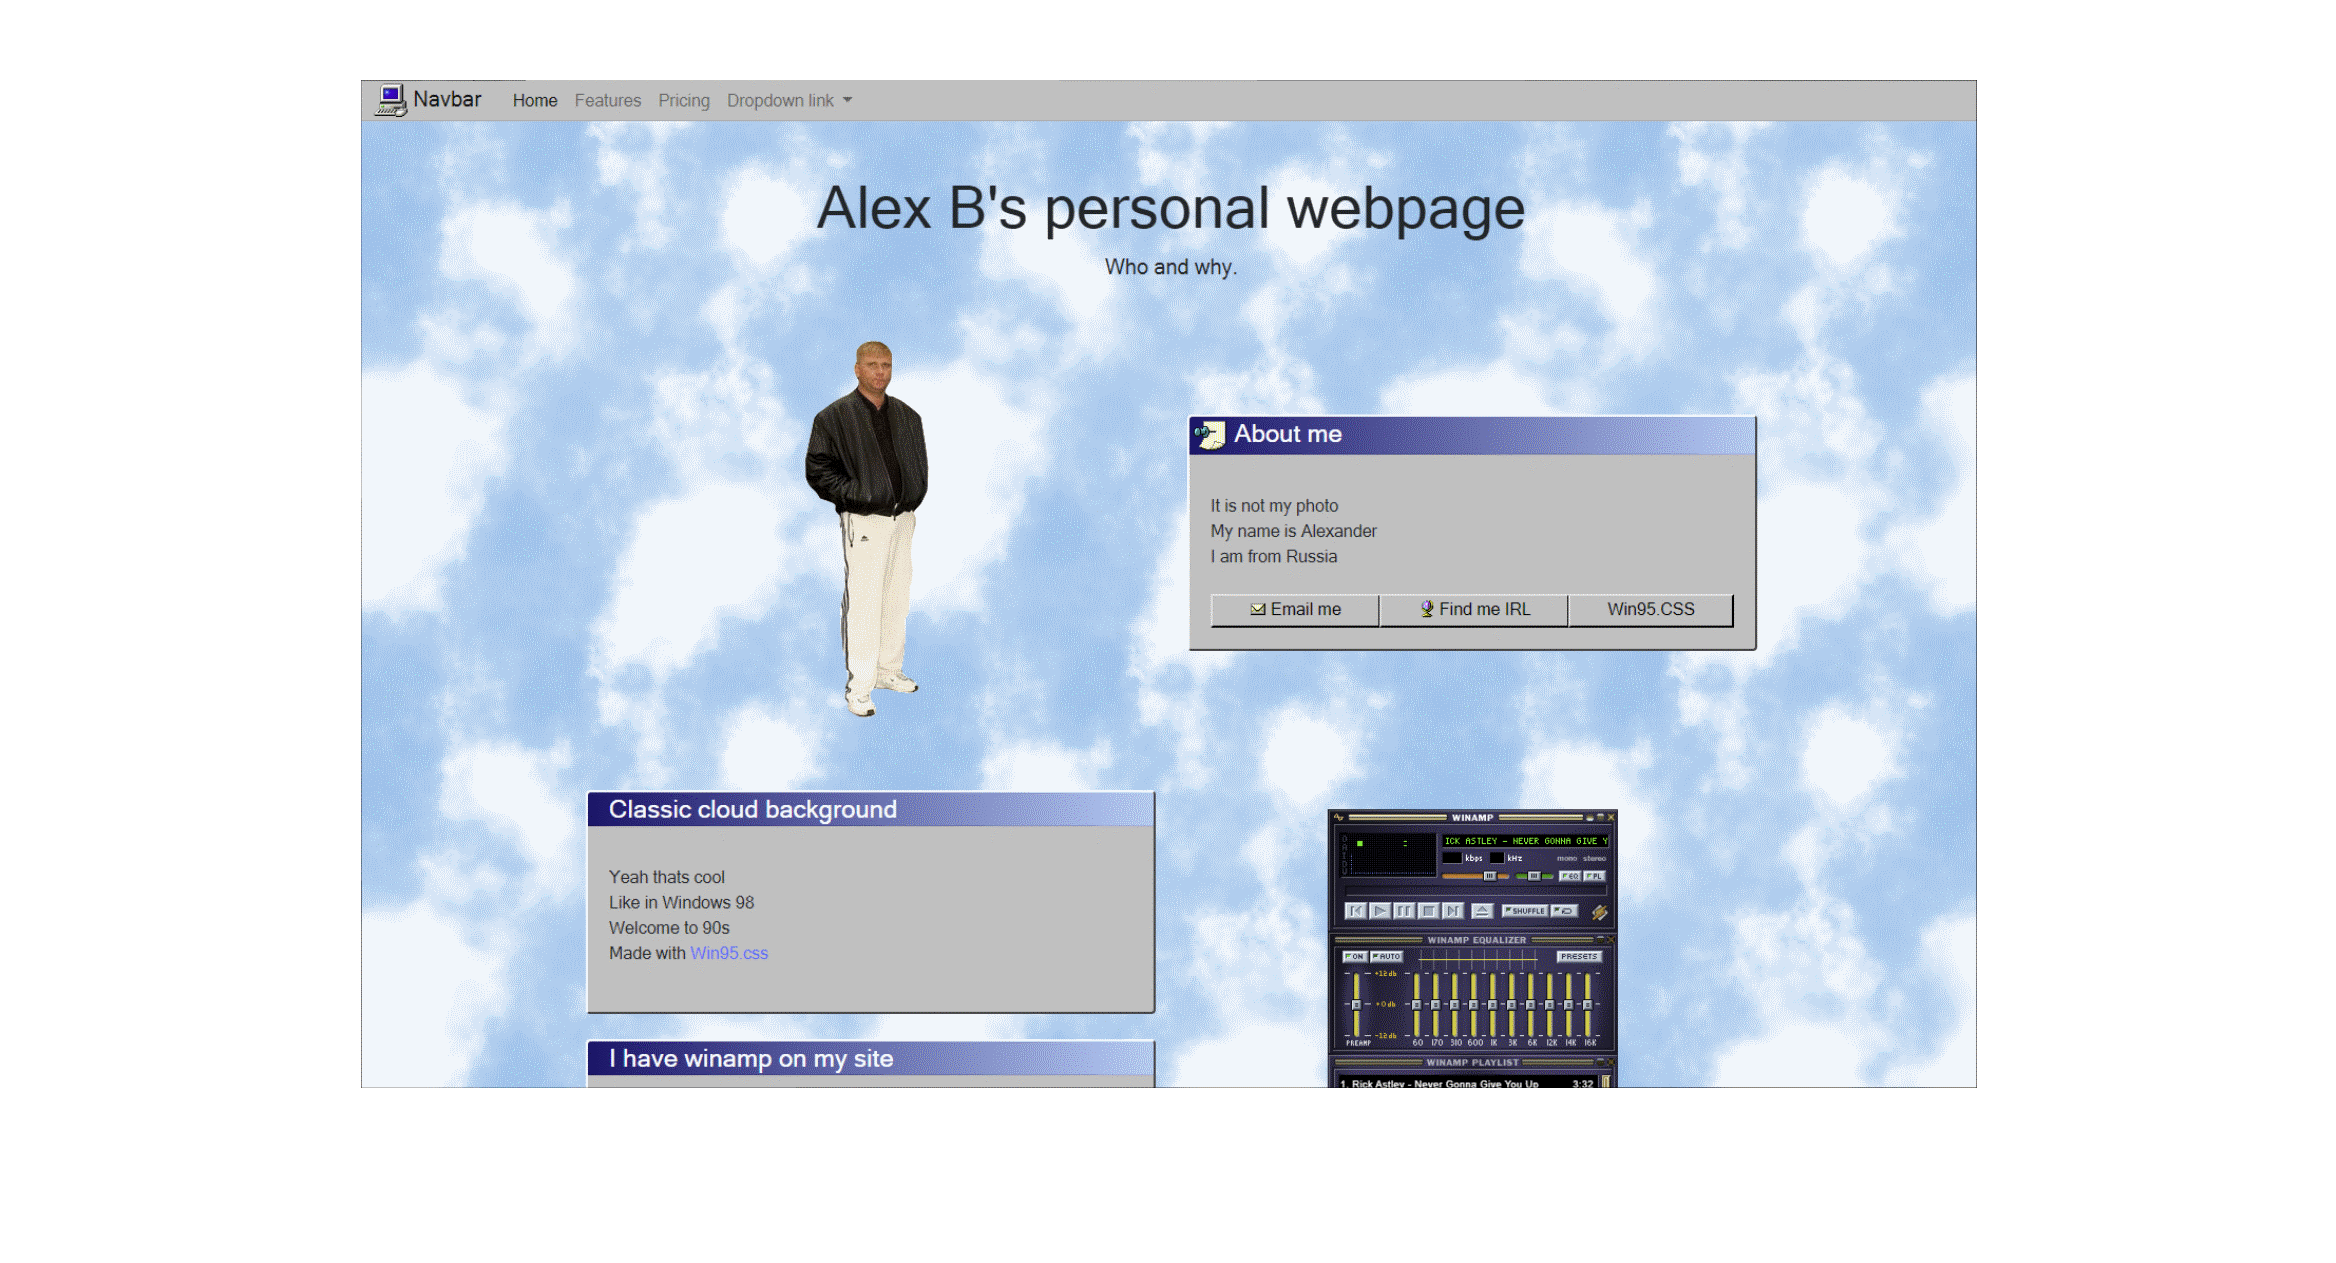 Navbar Home Features Pricing Dropdown link
Alex B's personal webpage
Who and why.
About me
It is not my photo
My name is Alexander
I am from Russia
Email me Find me IRL Win95.CSS
Classic cloud background
Yeah thats cool
Like in Windows 98
Welcome to 90s
Made with Win95.css
I have winamp on my site
WINAMP
ICK ASTLEY - NEVER GONNA GIVE Y
kbps kHz mono stereo
EQ PL
SHUFFLE
WINAMP EQUALIZER
ON AUTO PRESETS
+12 db
+0 db
-12 db
PREAMP 60 170 310 600 1K 3K 6K 12K 14K 16K
WINAMP PLAYLIST
1. Rick Astley - Never Gonna Give You Up 3:32